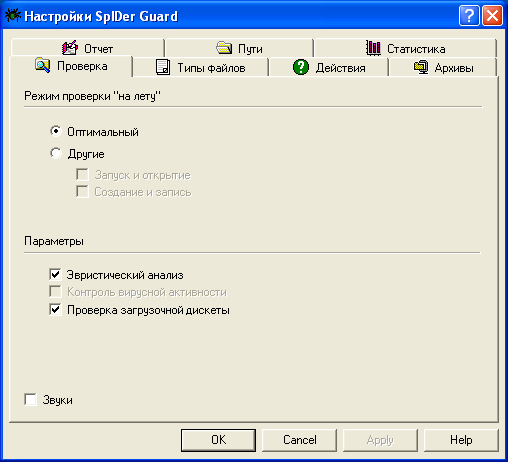 Настройки SpIDer Guard
Отчет Пути Статистика
Проверка Типы файлов Действия Архивы
Режим проверки "на лету"
Оптимальный
Другие
Запуск и открытие
Создание и запись
Параметры
Эвристический анализ
Контроль вирусной активности
Проверка загрузочной дискеты
Звуки
OK Cancel Apply Help